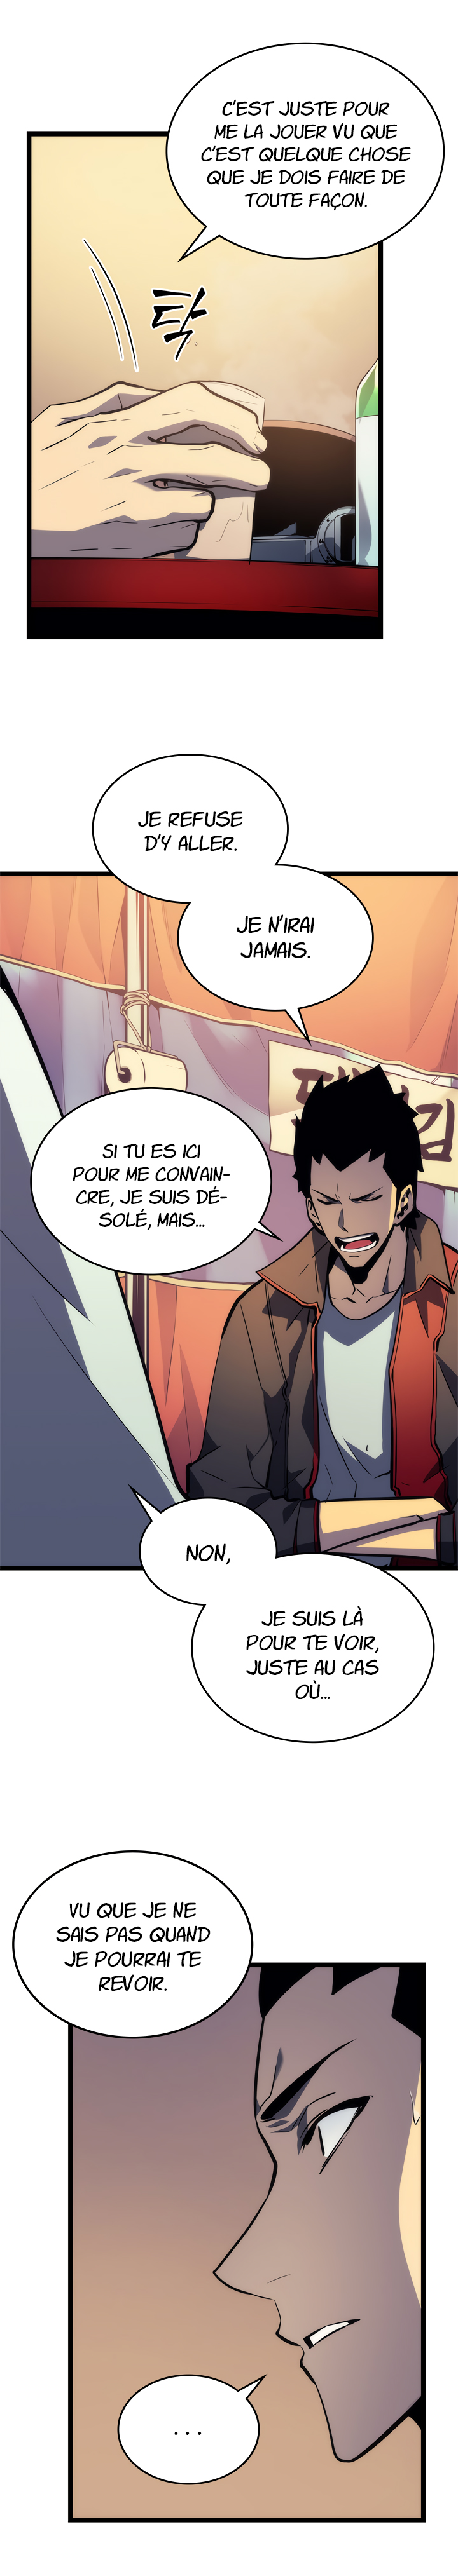 C'EST JUSTE POUR
ME LA JOUER VU QUE
C'EST QUELQUE CHOSE
QUE JE DOIS FAIRE DE
TOUTE FAÇON.
탁
JE REFUSE
D'Y ALLER.
JE N'IRAI
JAMAIS.
SI TU ES ICI
POUR ME CONVAIN-
CRE, JE SUIS DÉ-
SOLÉ, MAIS...
NON,
JE SUIS LÀ
POUR TE VOIR,
JUSTE AU CAS
OÙ...
VU QUE JE NE
SAIS PAS QUAND
JE POURRAI TE
REVOIR.
...